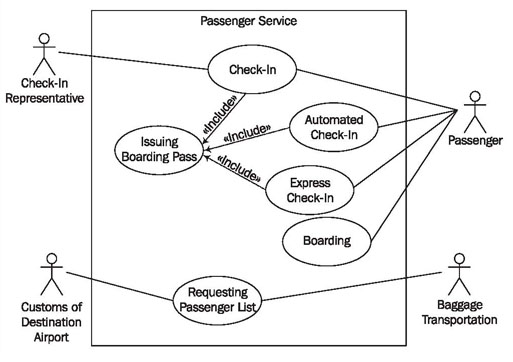 Passenger Service
Check-In
Representative
Check-In
«Include»
Automated
Check-In
«Include»
Passenger
Issuing
Boarding Pass
«Include»
Express
Check-In
Boarding
Customs of
Destination
Airport
Requesting
Passenger List
Baggage
Transportation